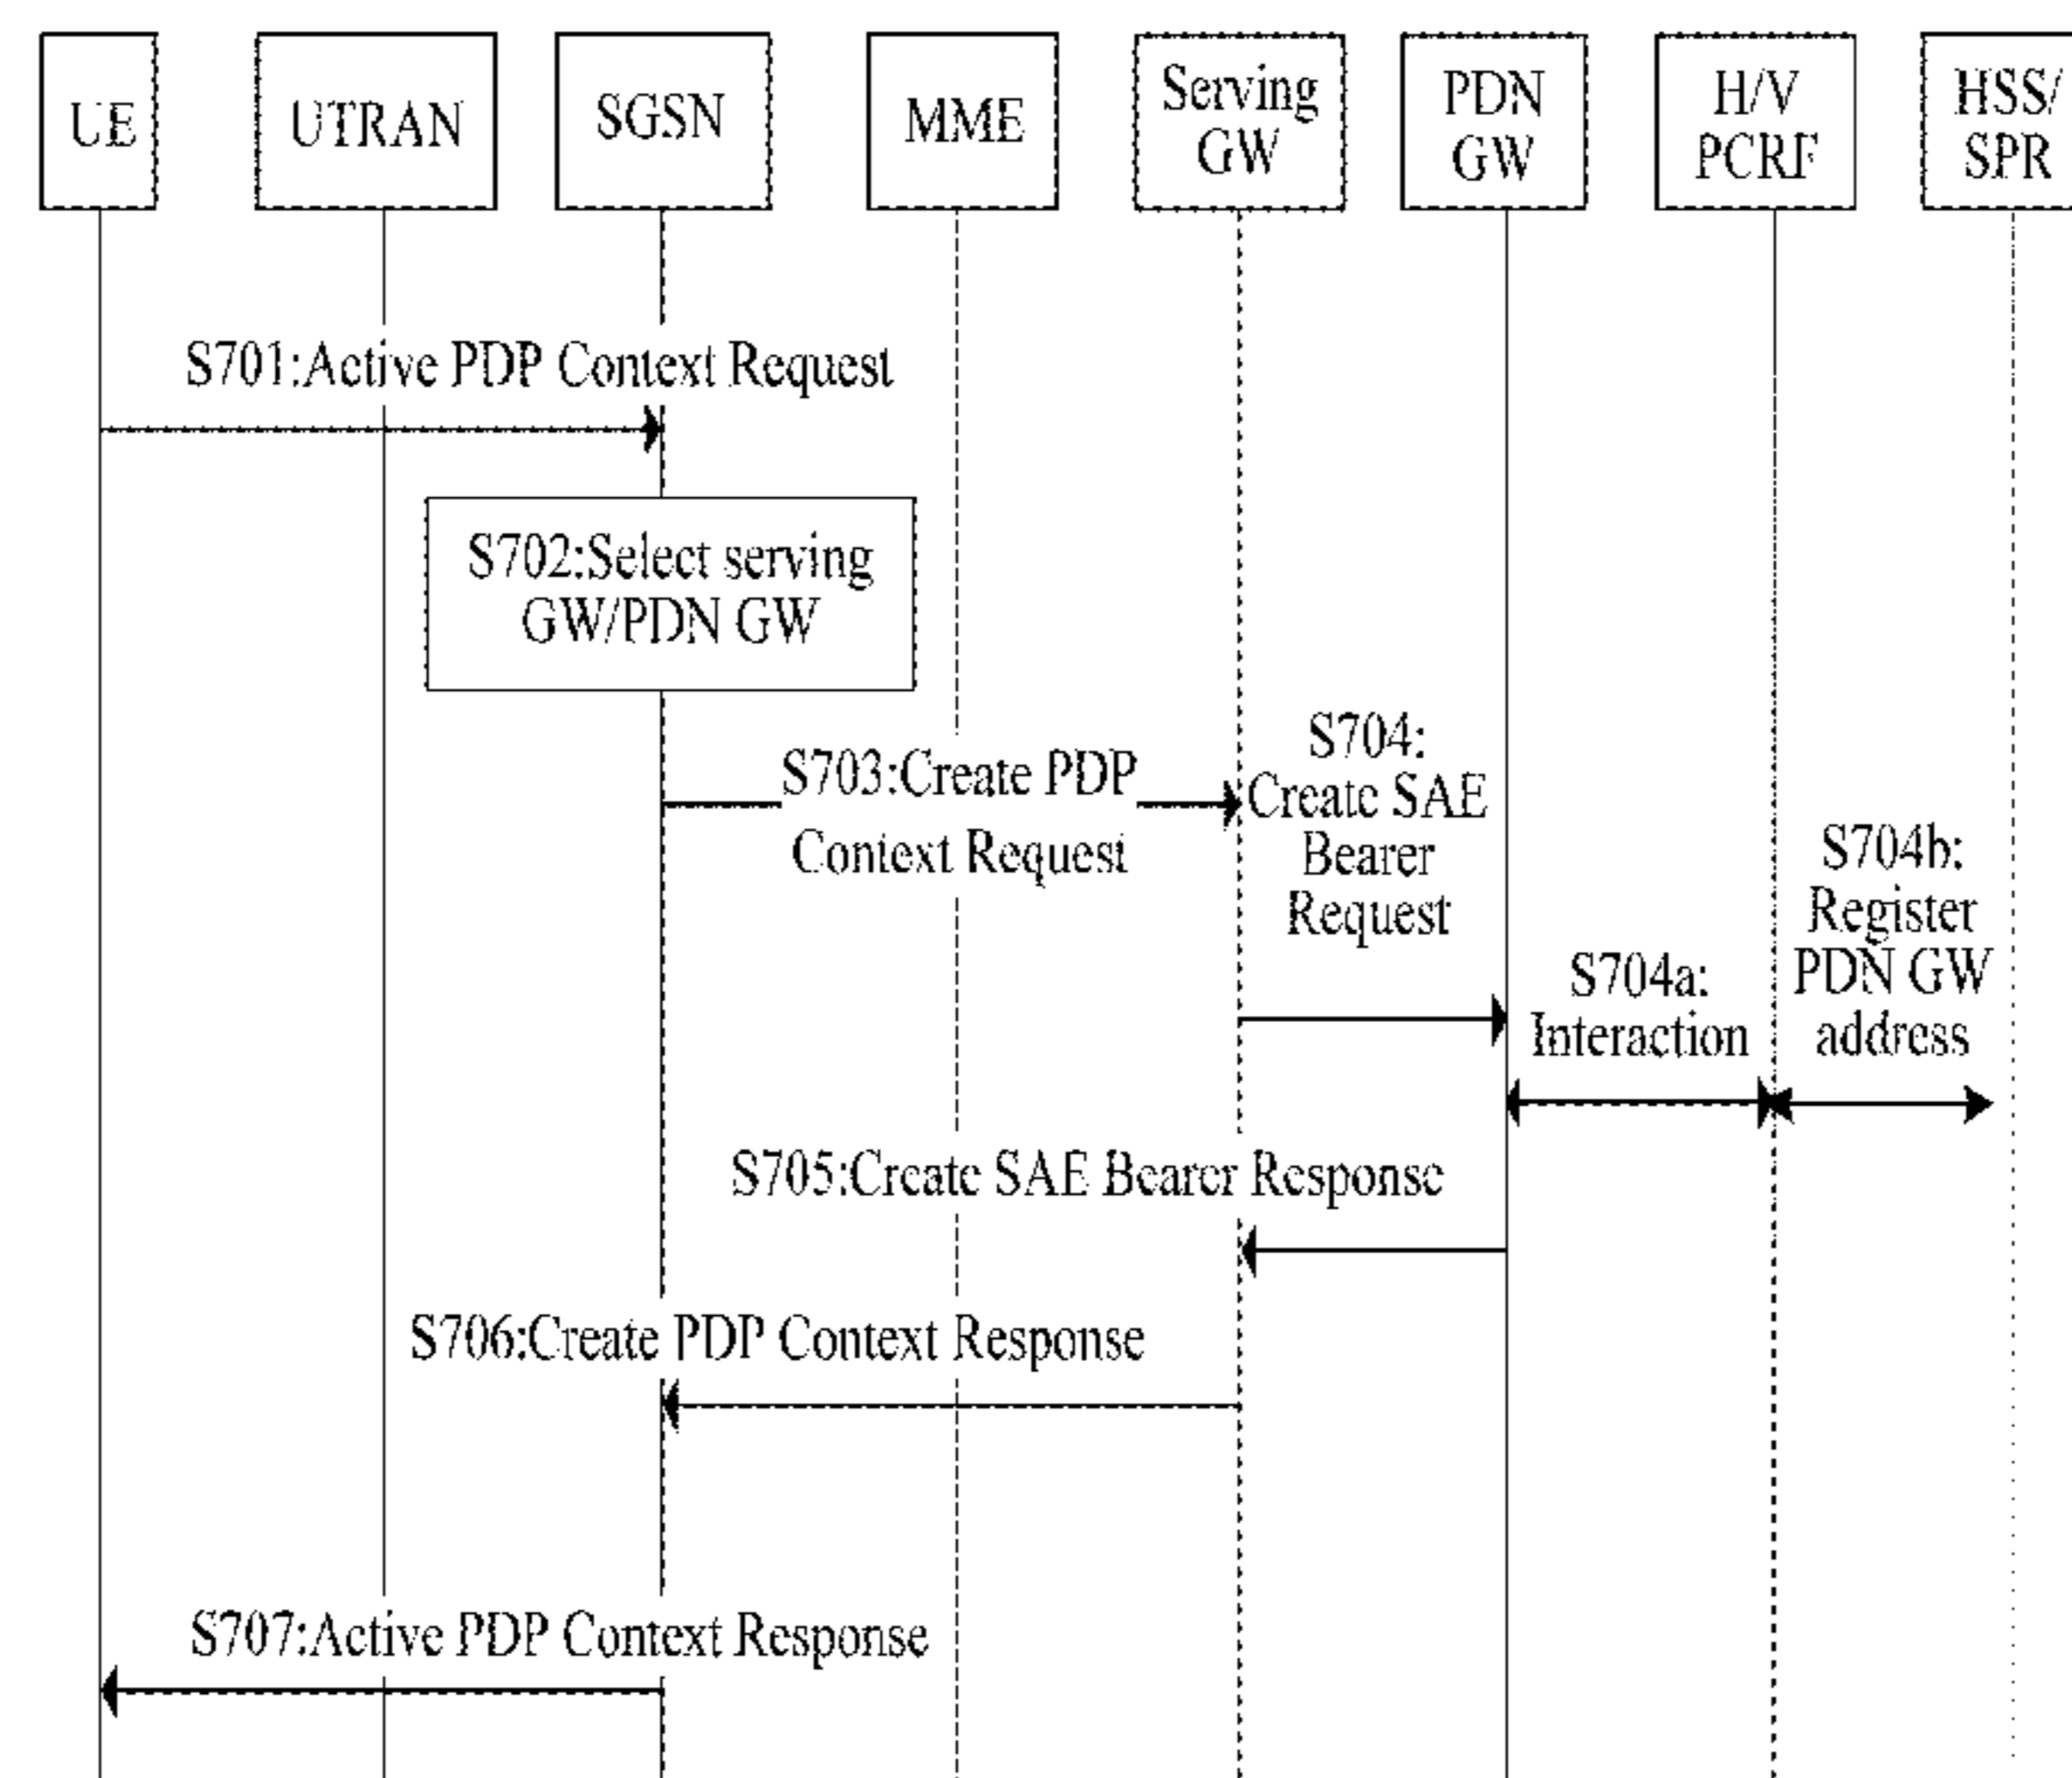 UE
UTRAN
SGSN
MME
Serving
GW
PDN
GW
H/V
PCRF
HSS/
SPR
S701:Active PDP Context Request
S702:Select serving
GW/PDN GW
S703:Create PDP
Context Request
S704:
Create SAE
Bearer
Request
S704a:
Interaction
S704b:
Register
PDN GW
address
S705:Create SAE Bearer Response
S706:Create PDP Context Response
S707:Active PDP Context Response